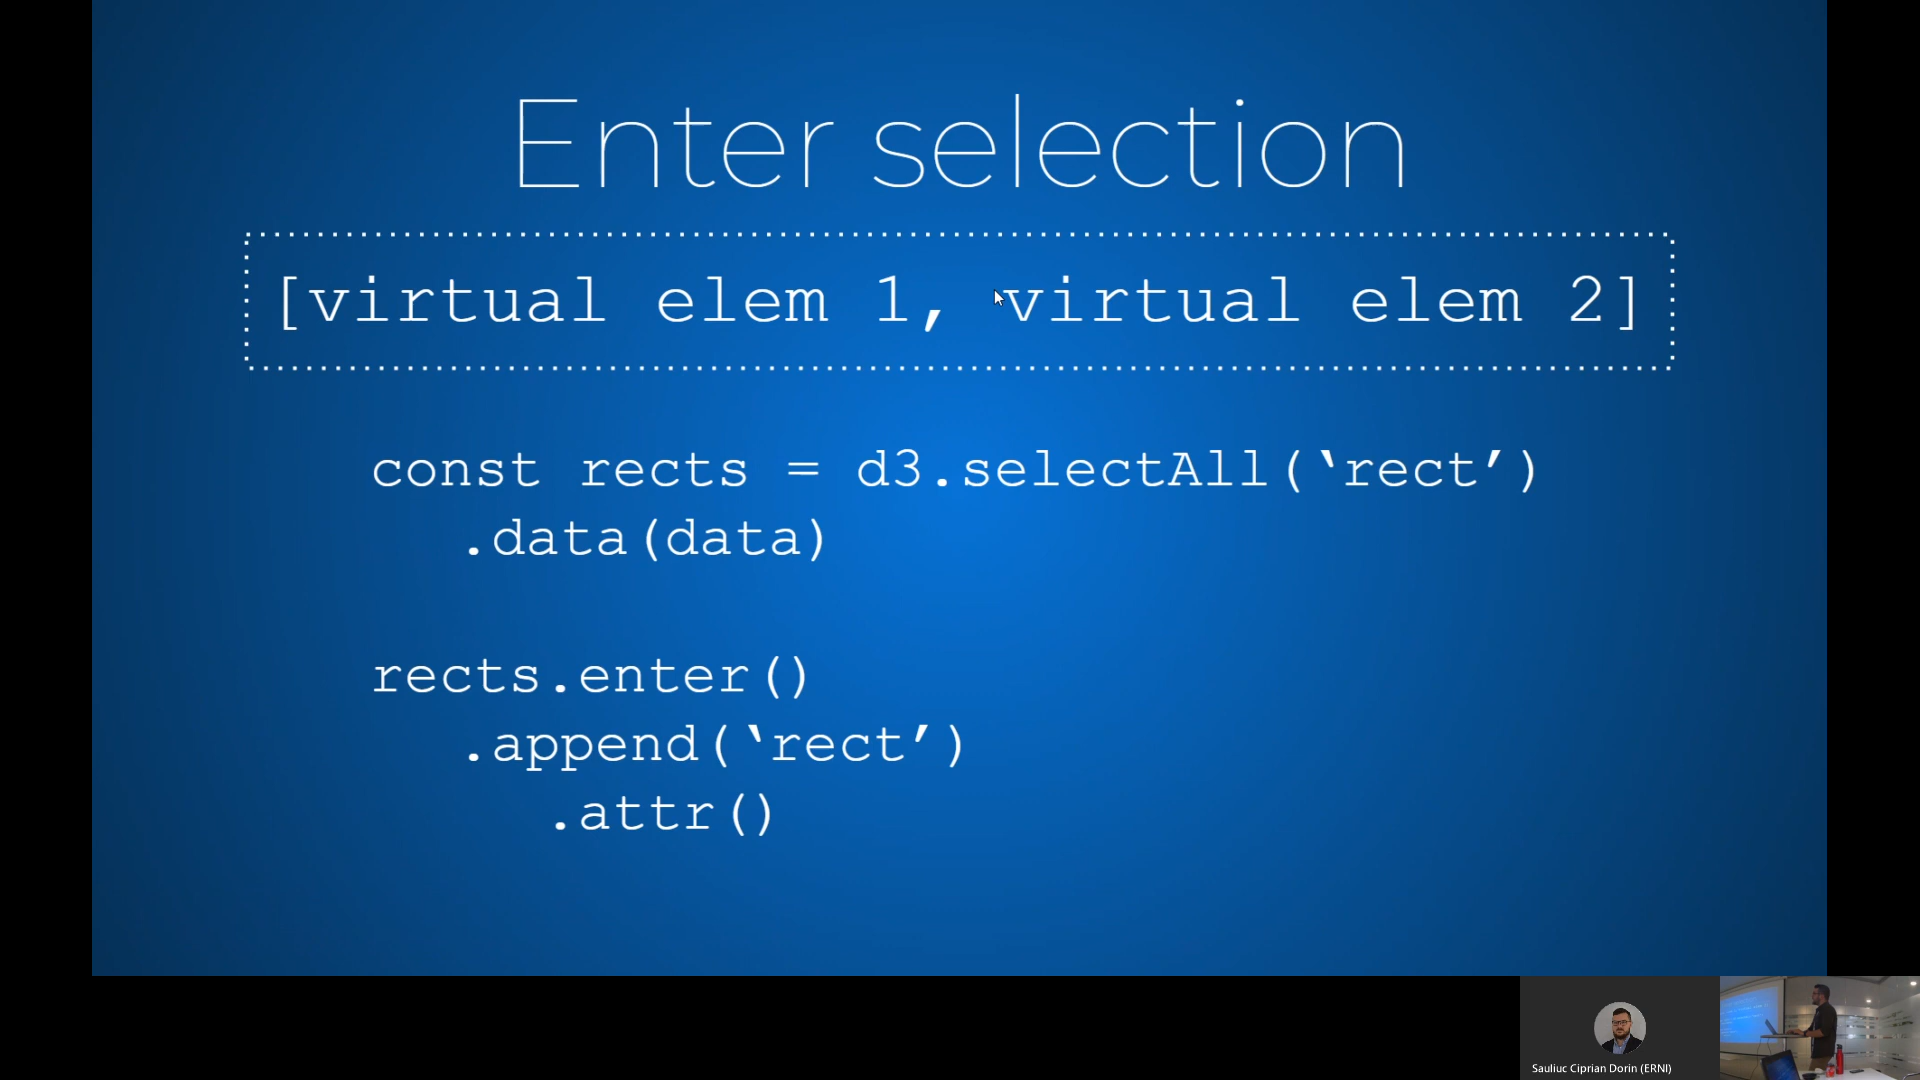 Enter selection
[virtual elem 1, virtual elem 2]
const rects = d3.selectAll(‘rect’)
.data(data)
rects.enter()
.append(‘rect’)
.attr()
Sauliuc Ciprian Dorin (ERNI)